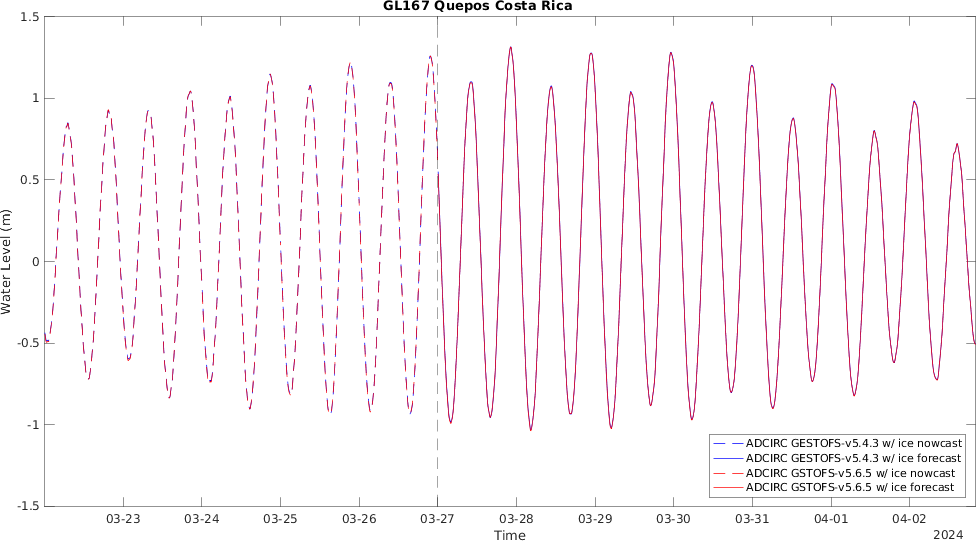 GL167 Quepos Costa Rica
1.5
1
0.5
0
-0.5
-1
-1.5
Water Level (m)
ADCIRC GESTOFS-v5.4.3 w/ ice nowcast
ADCIRC GESTOFS-v5.4.3 w/ ice forecast
ADCIRC GSTOFS-v5.6.5 w/ ice nowcast
ADCIRC GSTOFS-v5.6.5 w/ ice forecast
03-23 03-24 03-25 03-26 03-27 03-28 03-29 03-30 03-31 04-01 04-02
Time
2024